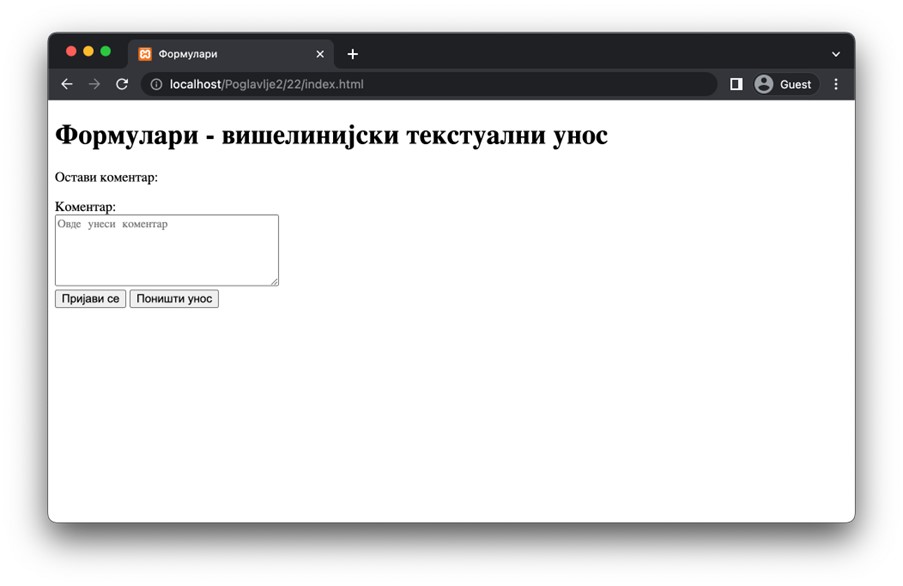 Формулари
localhost/Poglavlje2/22/index.html
Guest
Формулари - вишелинијски текстуални унос
Остави коментар:
Коментар:
Овде унеси коментар
Пријави се Поништи унос